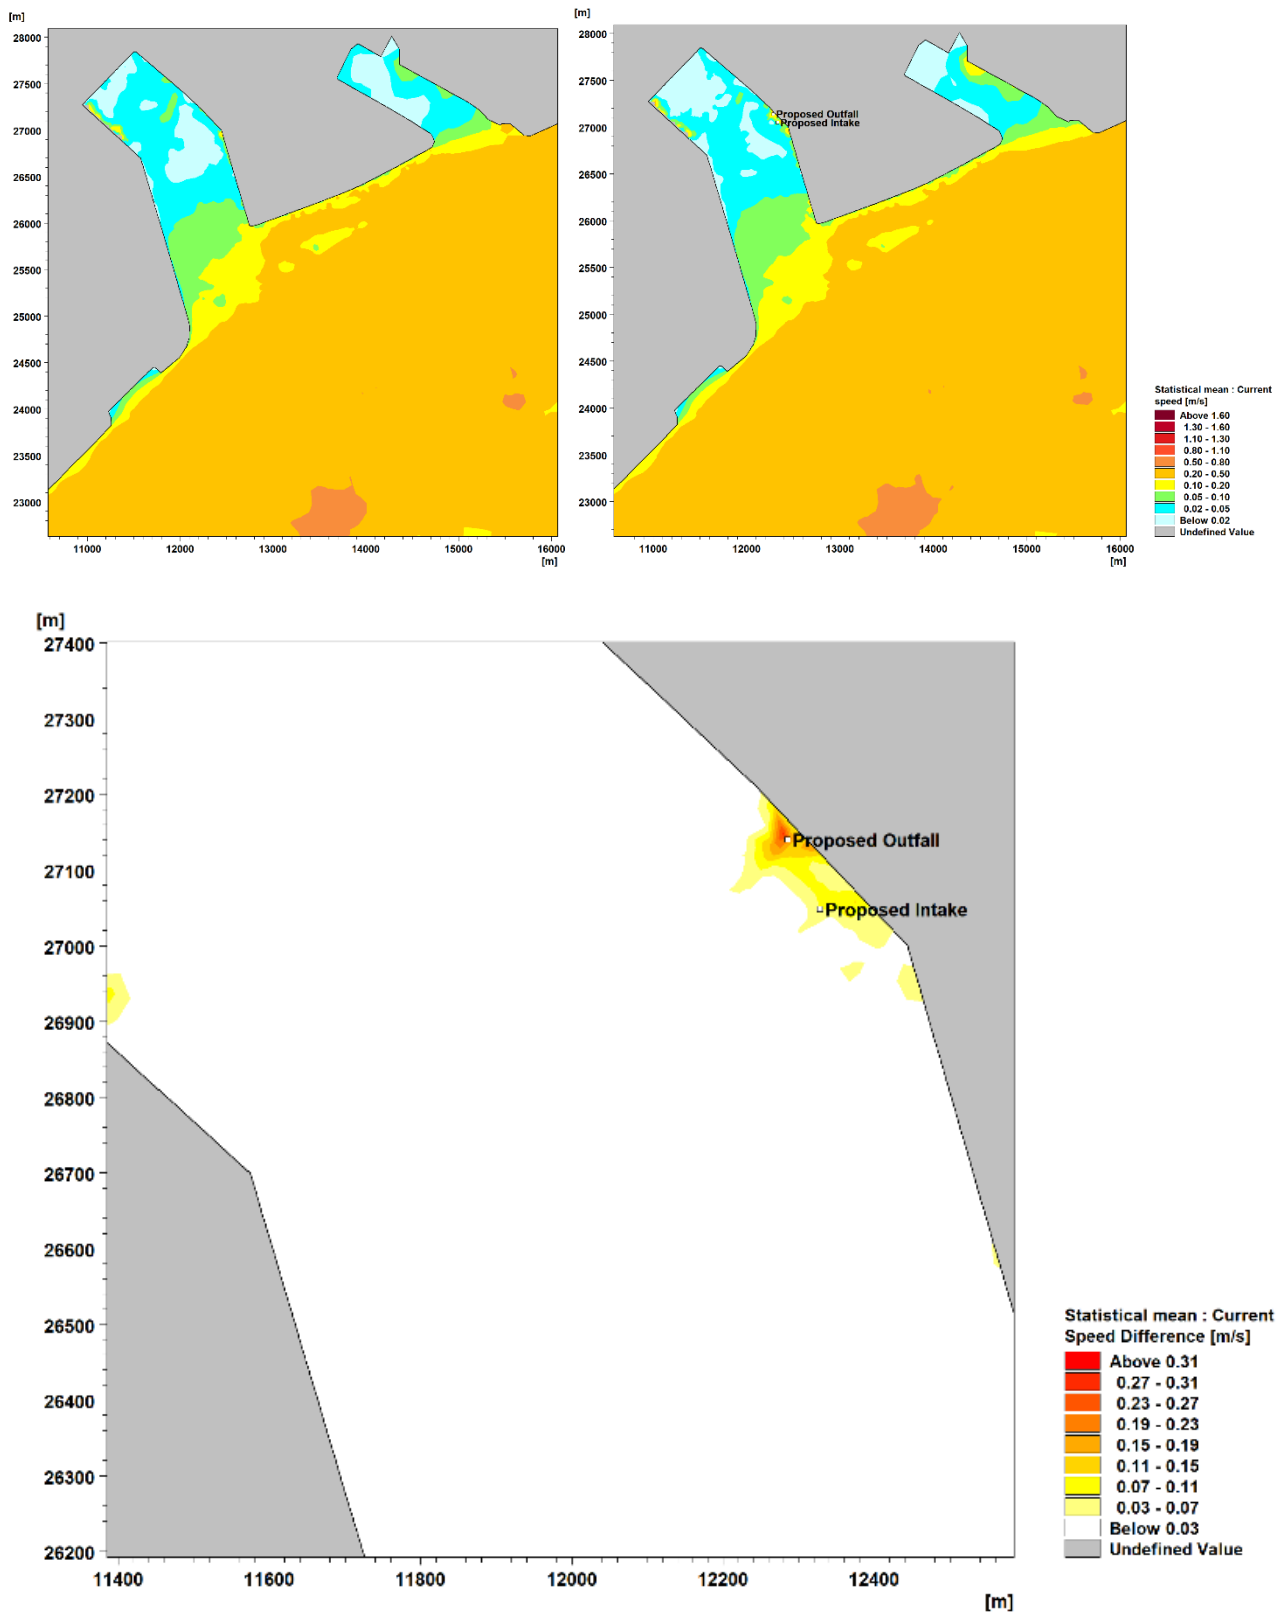 [m]
28000
27500
27000
26500
26000
25500
25000
24500
24000
23500
23000
11000 12000 13000 14000 15000 16000
[m]
[m]
28000
27500
27000
26500
26000
25500
25000
24500
24000
23500
23000
Proposed Outfall
Proposed Intake
11000 12000 13000 14000 15000 16000
[m]
Statistical mean : Current
speed [m/s]
Above 1.60
1.30 - 1.60
1.10 - 1.30
0.80 - 1.10
0.50 - 0.80
0.20 - 0.50
0.10 - 0.20
0.05 - 0.10
0.02 - 0.05
Below 0.02
Undefined Value
[m]
27400
27300
27200
27100
27000
26900
26800
26700
26600
26500
26400
26300
26200
Proposed Outfall
Proposed Intake
11400 11600 11800 12000 12200 12400
[m]
Statistical mean : Current
Speed Difference [m/s]
Above 0.31
0.27 - 0.31
0.23 - 0.27
0.19 - 0.23
0.15 - 0.19
0.11 - 0.15
0.07 - 0.11
0.03 - 0.07
Below 0.03
Undefined Value